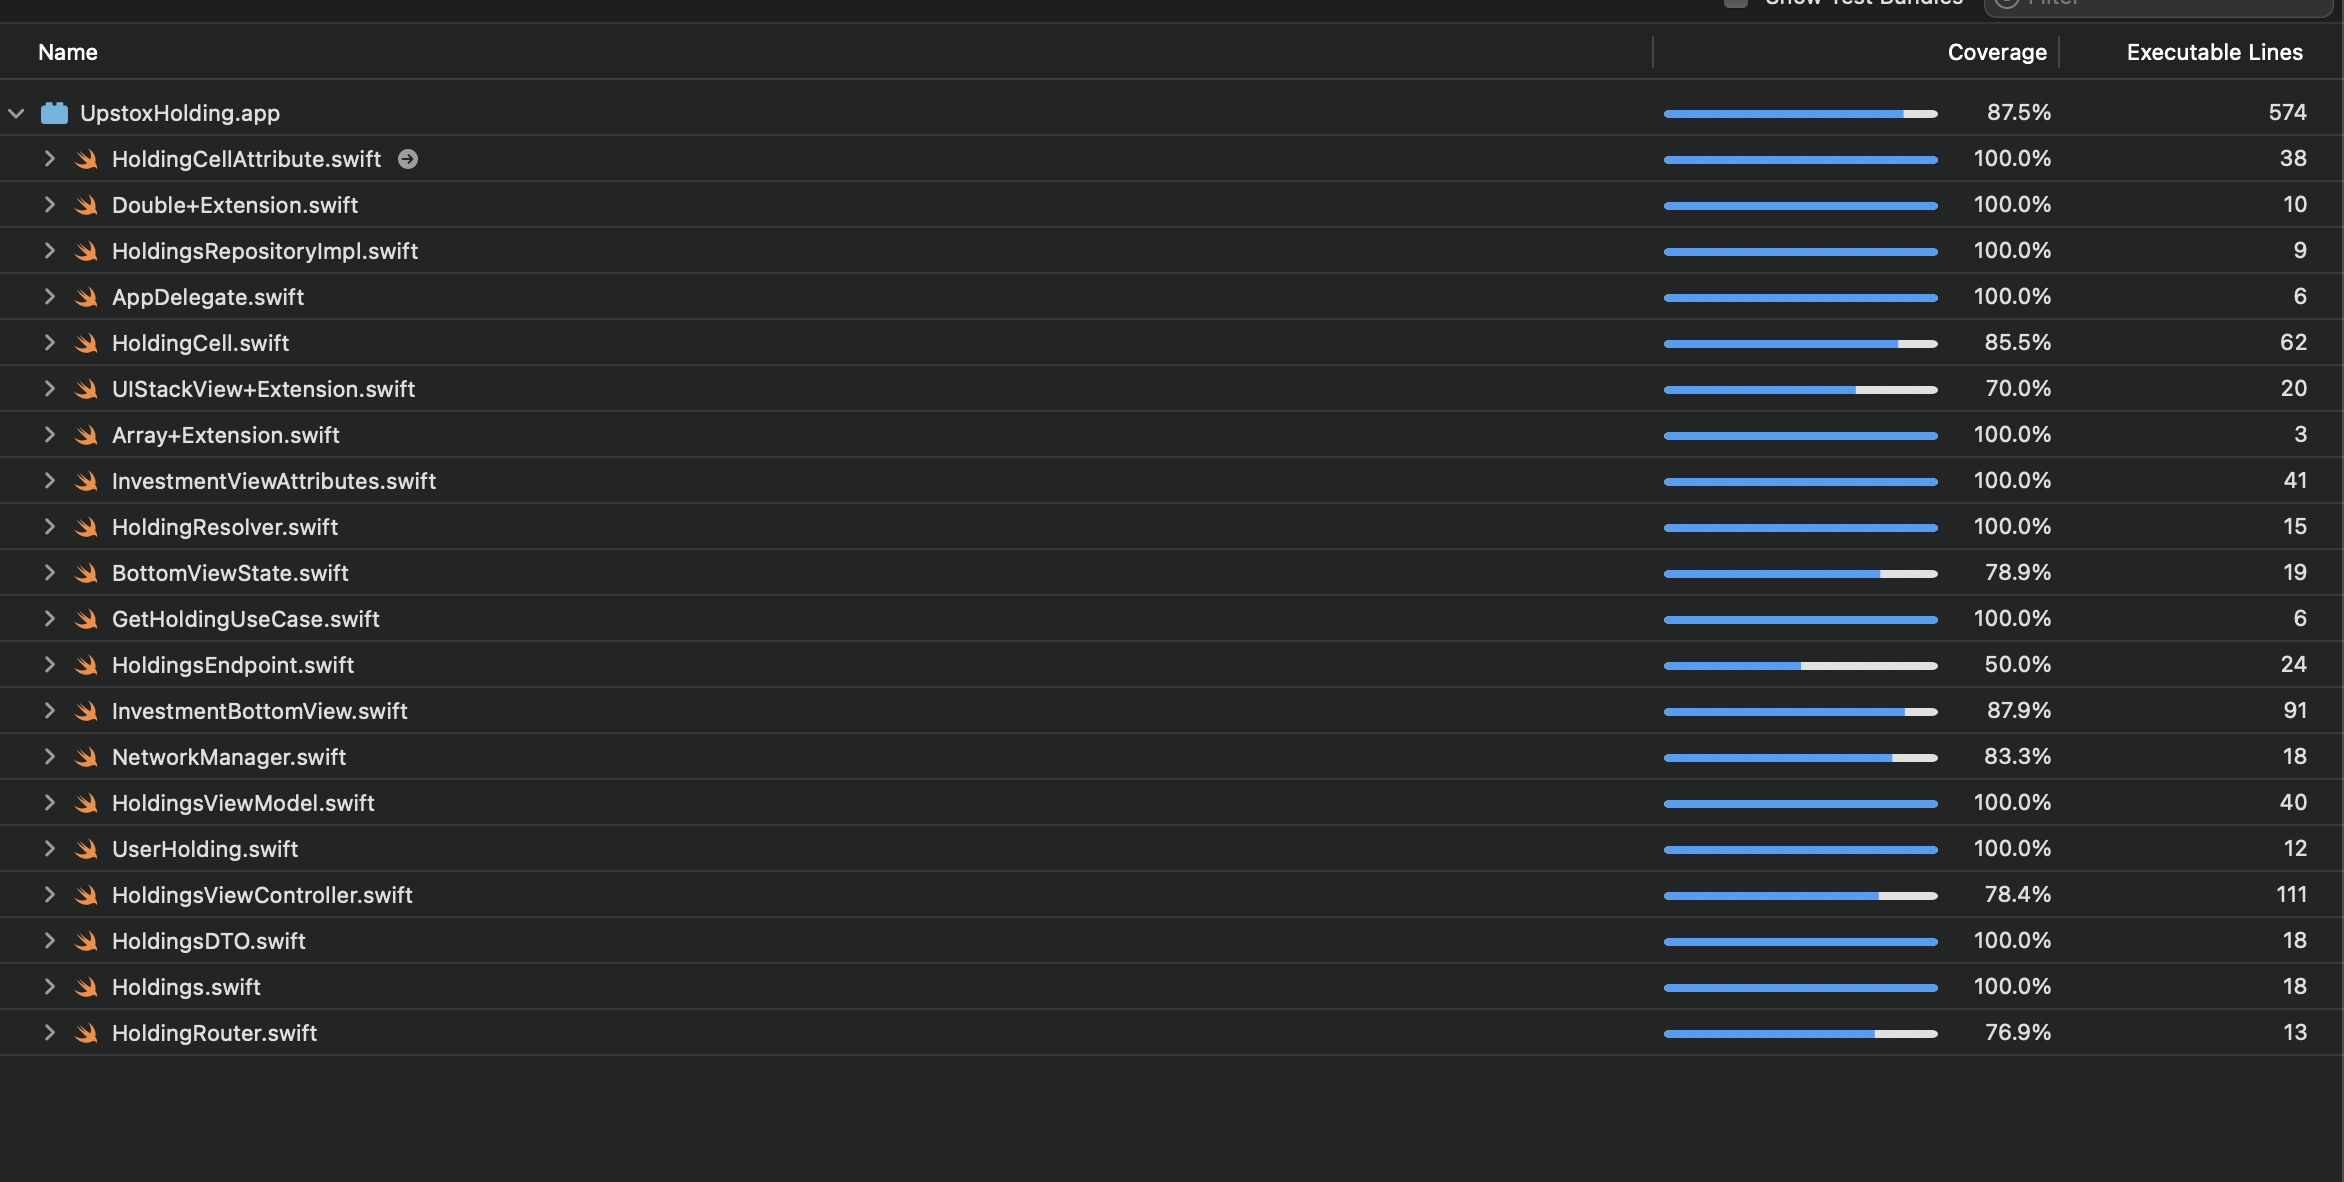 Show Test Bundles Filter
Name Coverage Executable Lines
UpstoxHolding.app 87.5% 574
HoldingCellAttribute.swift 100.0% 38
Double+Extension.swift 100.0% 10
HoldingsRepositoryImpl.swift 100.0% 9
AppDelegate.swift 100.0% 6
HoldingCell.swift 85.5% 62
UIStackView+Extension.swift 70.0% 20
Array+Extension.swift 100.0% 3
InvestmentViewAttributes.swift 100.0% 41
HoldingResolver.swift 100.0% 15
BottomViewState.swift 78.9% 19
GetHoldingUseCase.swift 100.0% 6
HoldingsEndpoint.swift 50.0% 24
InvestmentBottomView.swift 87.9% 91
NetworkManager.swift 83.3% 18
HoldingsViewModel.swift 100.0% 40
UserHolding.swift 100.0% 12
HoldingsViewController.swift 78.4% 111
HoldingsDTO.swift 100.0% 18
Holdings.swift 100.0% 18
HoldingRouter.swift 76.9% 13